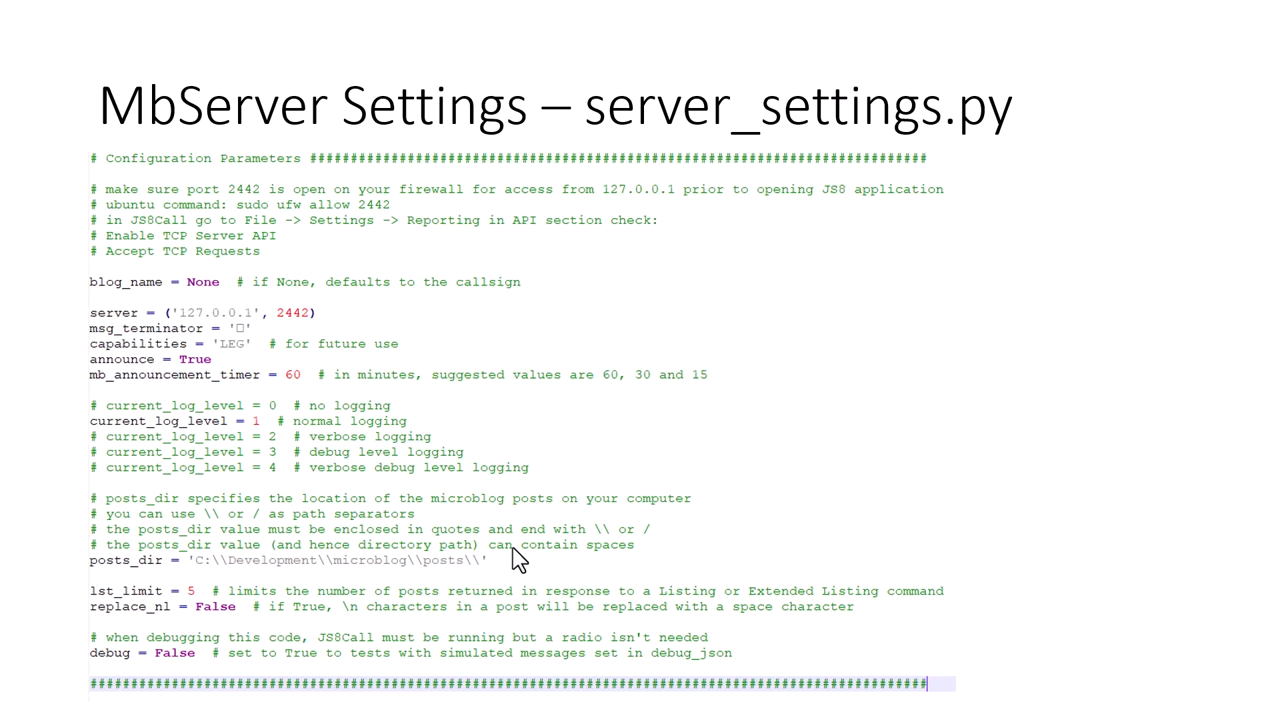 MbServer Settings – server_settings.py
# Configuration Parameters ############################################################################
# make sure port 2442 is open on your firewall for access from 127.0.0.1 prior to opening JS8 application
# ubuntu command: sudo ufw allow 2442
# in JS8Call go to File -> Settings -> Reporting in API section check:
# Enable TCP Server API
# Accept TCP Requests
blog_name = None  # if None, defaults to the callsign
server = ('127.0.0.1', 2442)
msg_terminator = '□'
capabilities = 'LEG'  # for future use
announce = True
mb_announcement_timer = 60  # in minutes, suggested values are 60, 30 and 15
# current_log_level = 0  # no logging
current_log_level = 1  # normal logging
# current_log_level = 2  # verbose logging
# current_log_level = 3  # debug level logging
# current_log_level = 4  # verbose debug level logging
# posts_dir specifies the location of the microblog posts on your computer
# you can use \\ or / as path separators
# the posts_dir value must be enclosed in quotes and end with \\ or /
# the posts_dir value (and hence directory path) can contain spaces
posts_dir = 'C:\\Development\\microblog\\posts\\'
lst_limit = 5  # limits the number of posts returned in response to a Listing or Extended Listing command
replace_nl = False  # if True, \n characters in a post will be replaced with a space character
# when debugging this code, JS8Call must be running but a radio isn't needed
debug = False  # set to True to tests with simulated messages set in debug_json
#######################################################################################################